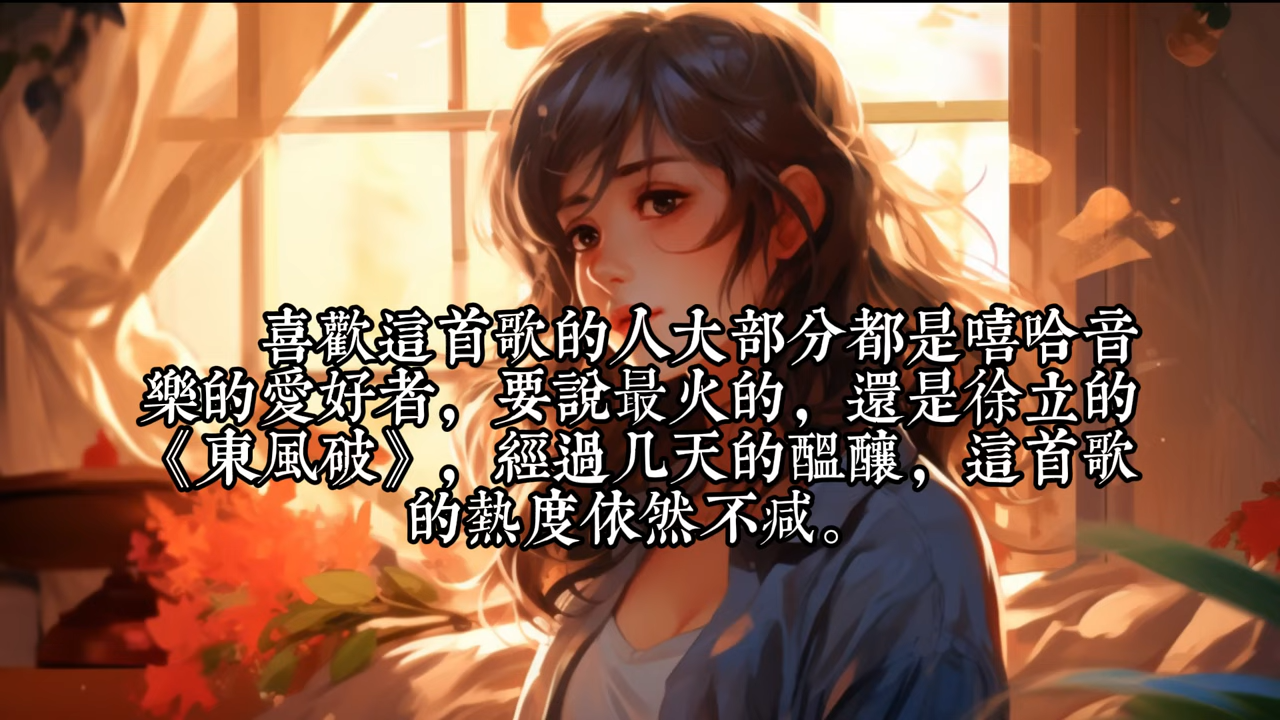 喜歡這首歌的人大部分都是嘻哈音
樂的愛好者，要說最火的，還是徐立的
《東風破》，經過几天的醞釀，這首歌
的熱度依然不减。